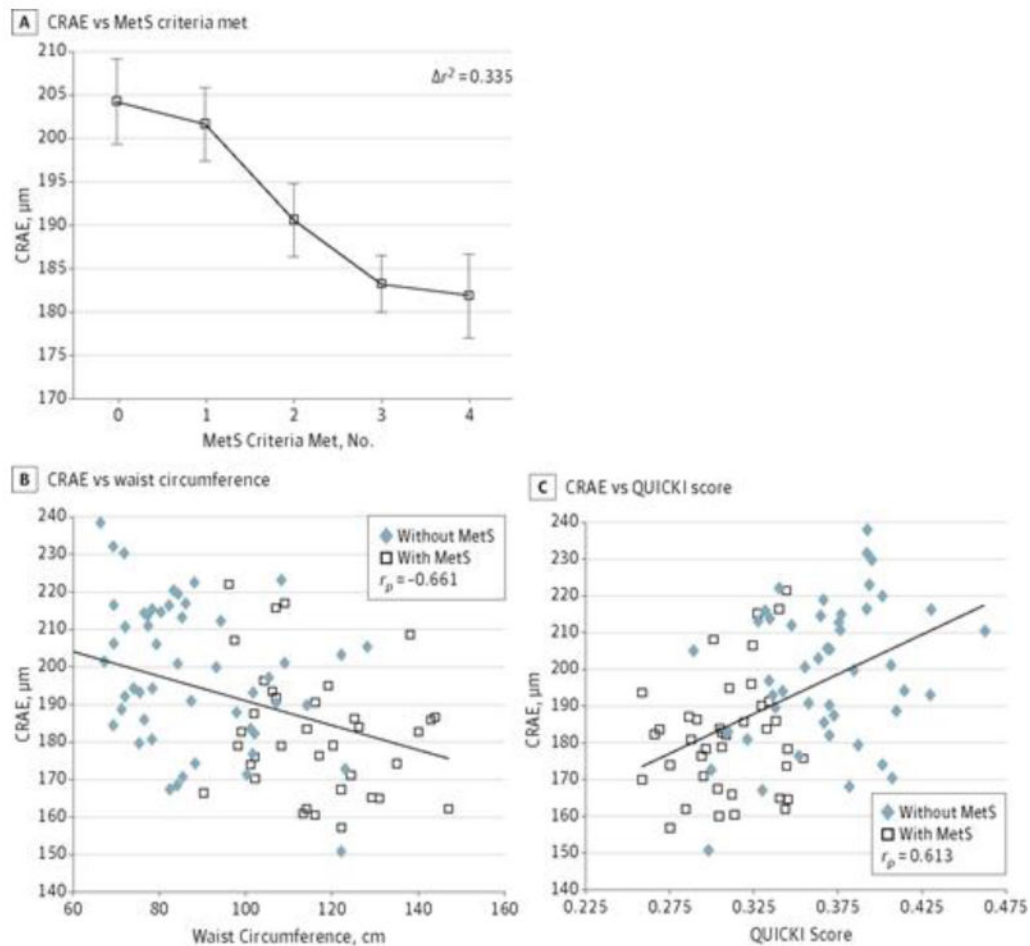 A CRAE vs MetS criteria met
210
205
200
195
190
185
180
175
170
CRAE, μm
Δr² = 0.335
0 1 2 3 4
MetS Criteria Met, No.
B CRAE vs waist circumference
240
230
220
210
200
190
180
170
160
150
140
CRAE, μm
Without MetS
With MetS
rp = -0.661
60 80 100 120 140 160
Waist Circumference, cm
C CRAE vs QUICKI score
240
230
220
210
200
190
180
170
160
150
140
CRAE, μm
Without MetS
With MetS
rp = 0.613
0.225 0.275 0.325 0.375 0.425 0.475
QUICKI Score